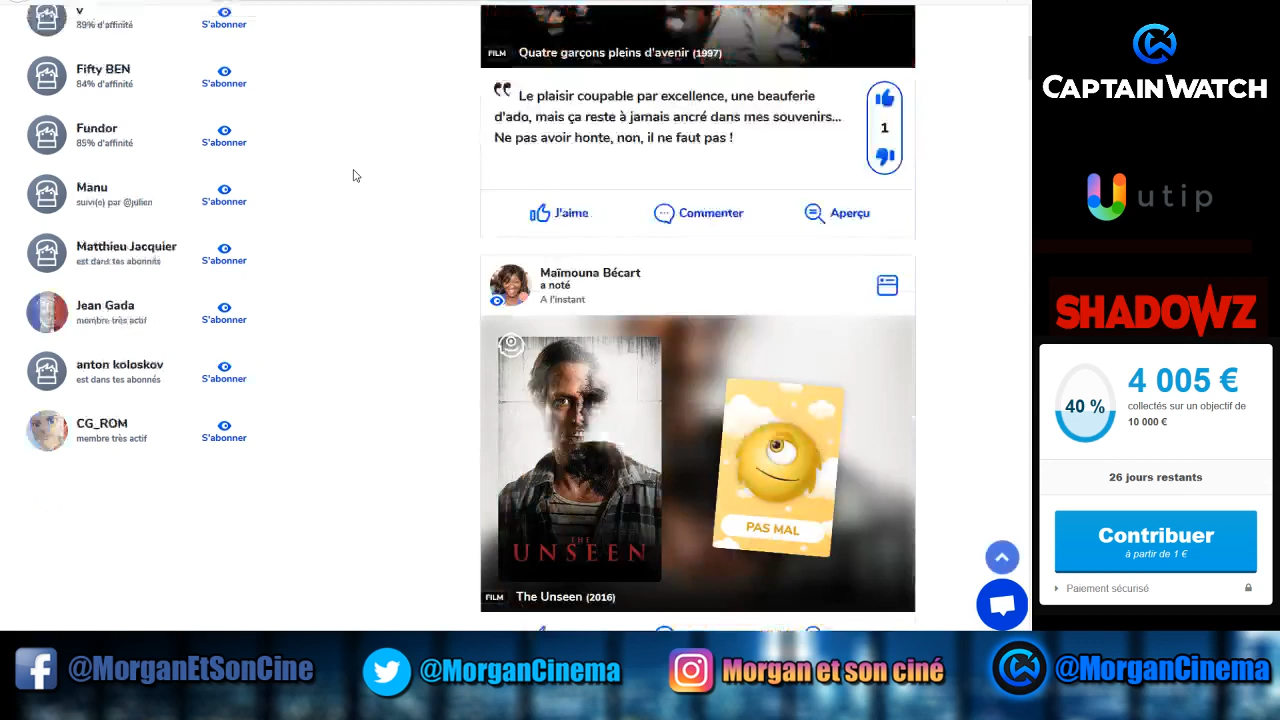 v
89% d'affinité
S'abonner
Fifty BEN
84% d'affinité
S'abonner
Fundor
85% d'affinité
S'abonner
Manu
suivi(e) par @julien
S'abonner
Matthieu Jacquier
est dans tes abonnés
S'abonner
Jean Gada
membre très actif
S'abonner
anton koloskov
est dans tes abonnés
S'abonner
CG_ROM
membre très actif
S'abonner
FILM Quatre garçons pleins d'avenir (1997)
Le plaisir coupable par excellence, une beauferie
d'ado, mais ça reste à jamais ancré dans mes souvenirs...
Ne pas avoir honte, non, il ne faut pas !
1
J'aime Commenter Aperçu
Maïmouna Bécart
a noté
A l'instant
THE
UNSEEN
PAS MAL
FILM The Unseen (2016)
CAPTAINWATCH
utip
SHADOWZ
40 %
4 005 €
collectés sur un objectif de
10 000 €
26 jours restants
Contribuer
à partir de 1 €
Paiement sécurisé
@MorganEtSonCine @MorganCinema Morgan et son ciné @MorganCinema